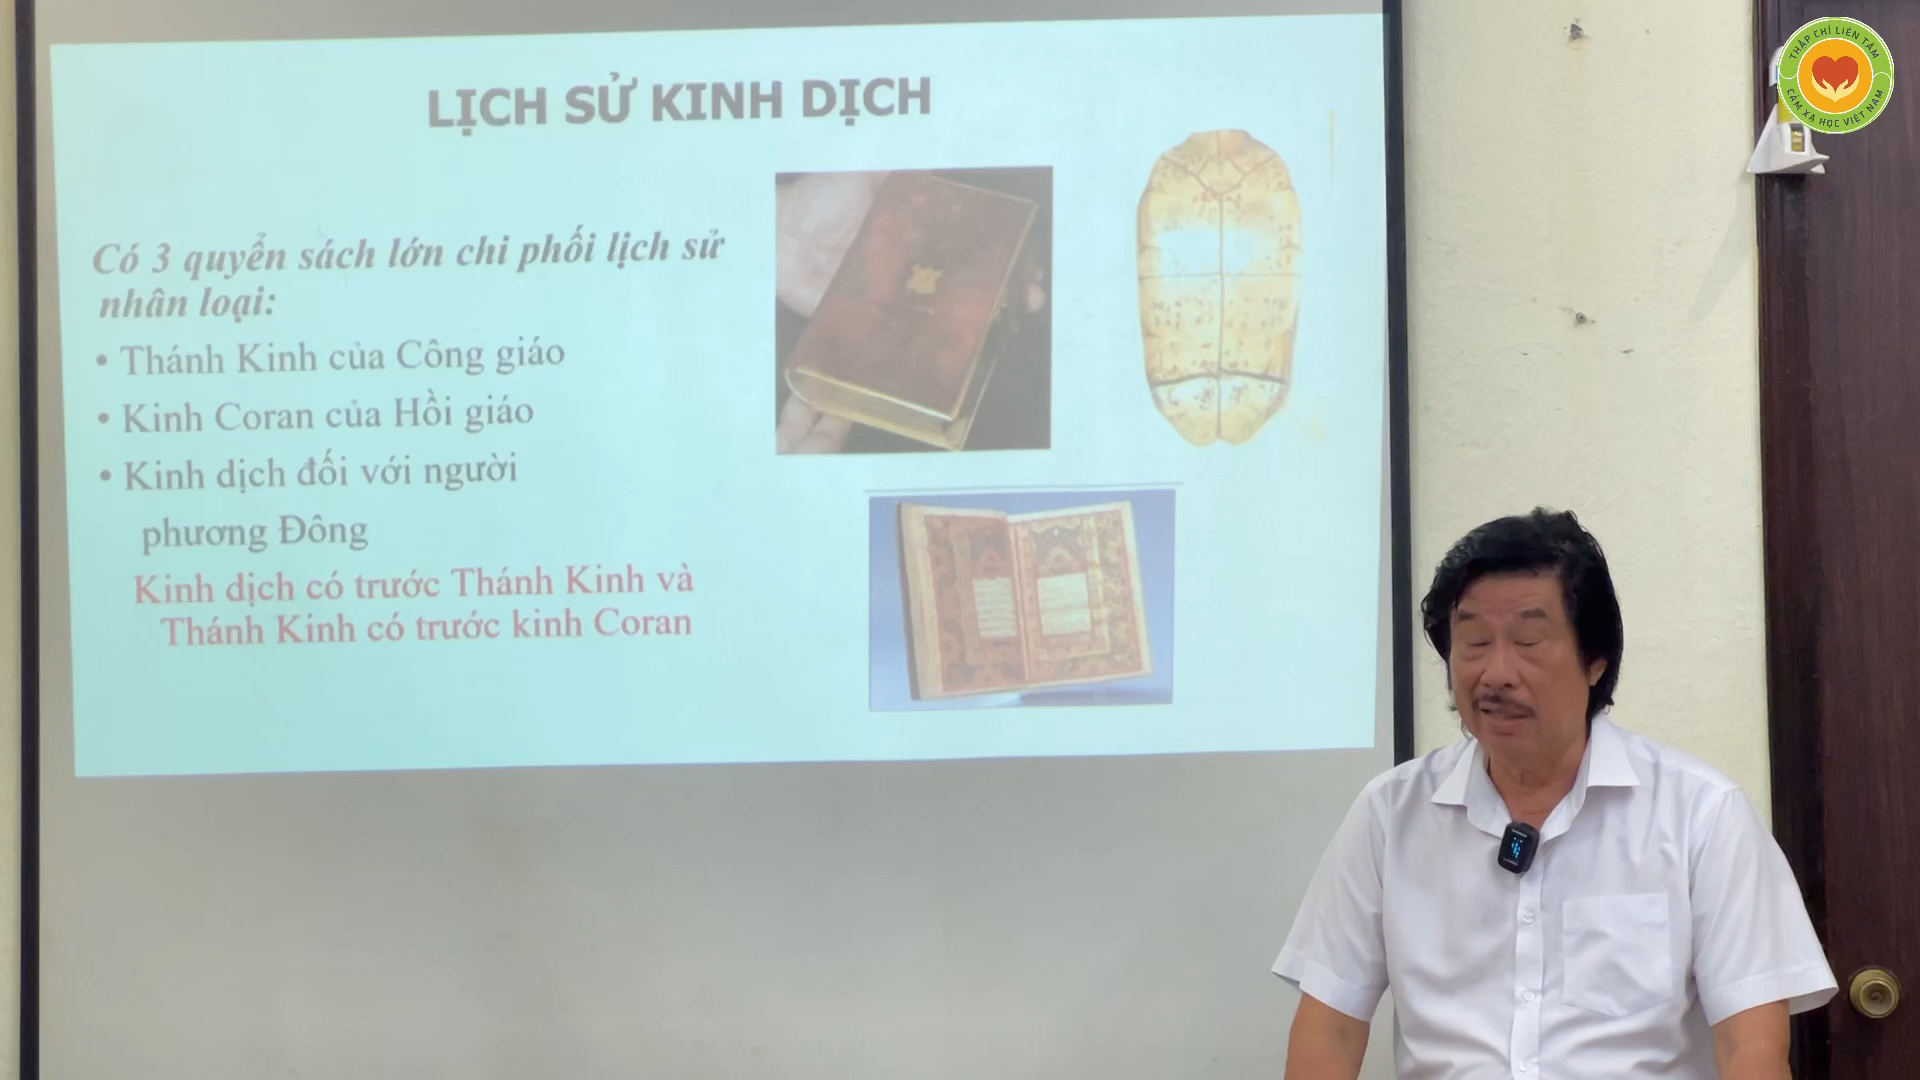 LỊCH SỬ KINH DỊCH
Có 3 quyển sách lớn chi phối lịch sử
nhân loại:
• Thánh Kinh của Công giáo
• Kinh Coran của Hồi giáo
• Kinh dịch đối với người
phương Đông
Kinh dịch có trước Thánh Kinh và
Thánh Kinh có trước kinh Coran
THẬP CHỈ LIÊN TÂM
CẢM XẠ HỌC VIỆT NAM